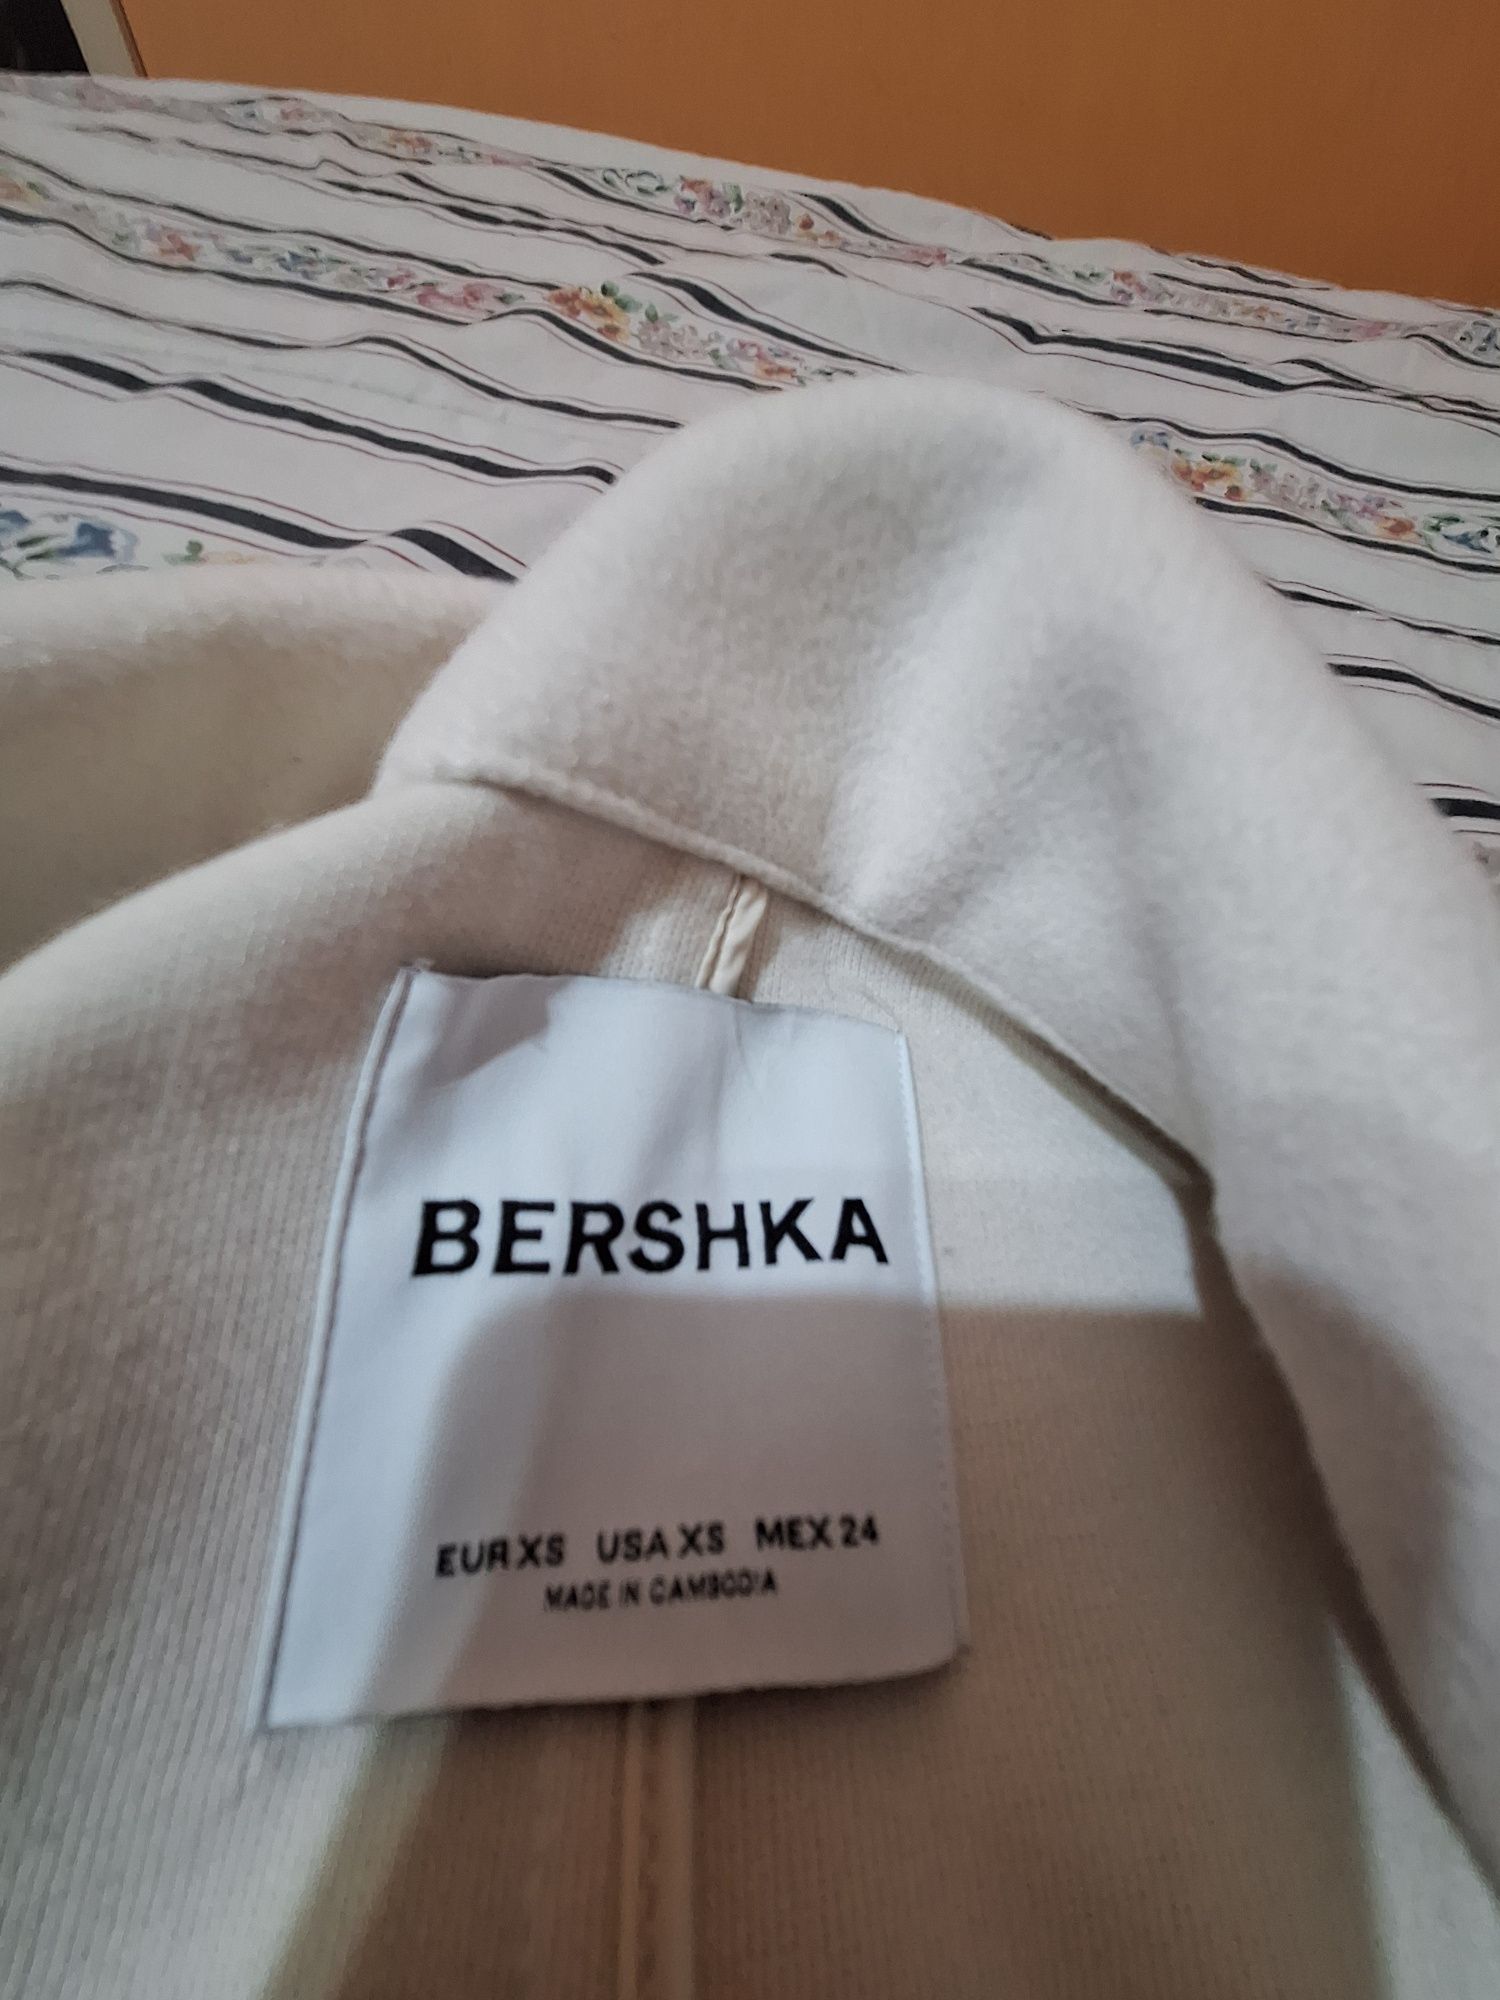 BERSHKA
EUR XS USA XS MEX 24
MADE IN CAMBODIA